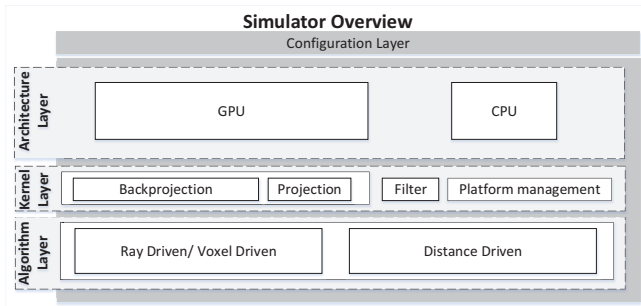 Simulator Overview
Configuration Layer
Architecture
Layer
GPU
CPU
Kernel
Layer
Backprojection
Projection
Filter
Platform management
Algorithm
Layer
Ray Driven/ Voxel Driven
Distance Driven